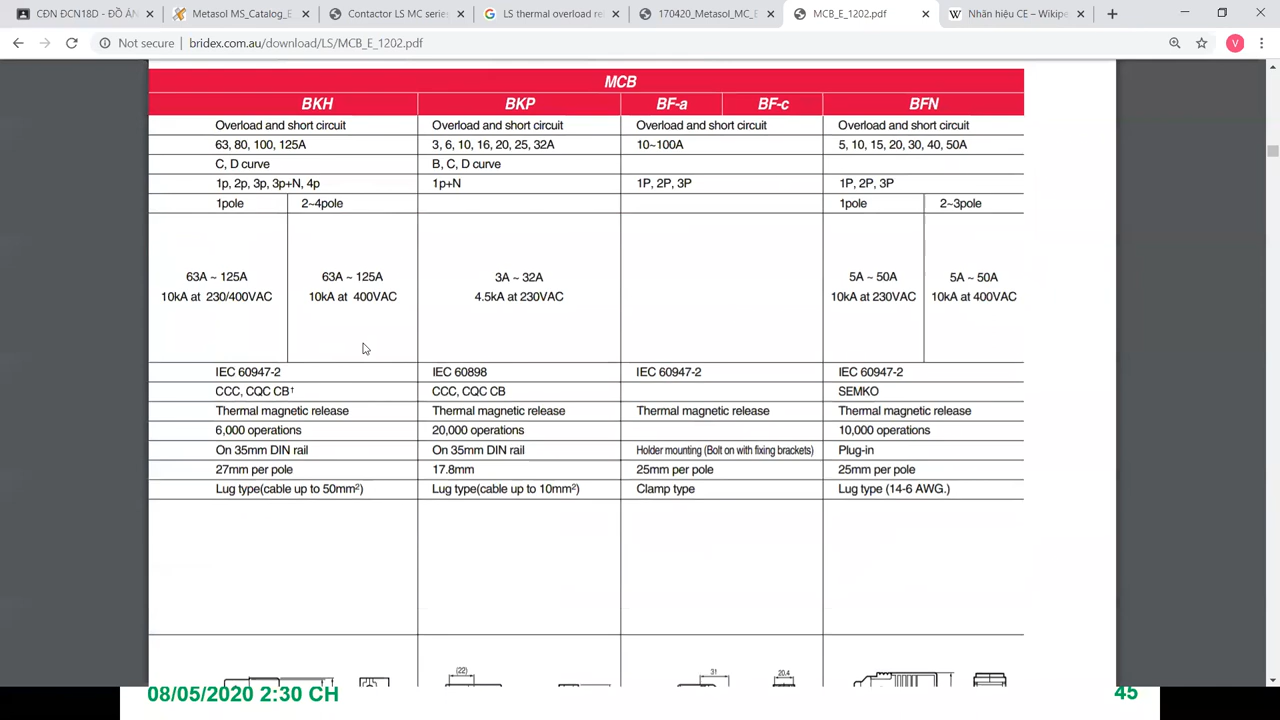 CĐN ĐCN18D - ĐỒ ÁN
Metasol MS_Catalog_E
Contactor LS MC series
LS thermal overload re
170420_Metasol_MC_E
MCB_E_1202.pdf
Nhãn hiệu CE – Wikipe
Not secure | bridex.com.au/download/LS/MCB_E_1202.pdf
V
MCB
BKH BKP BF-a BF-c BFN
Overload and short circuit Overload and short circuit Overload and short circuit Overload and short circuit
63, 80, 100, 125A 3, 6, 10, 16, 20, 25, 32A 10~100A 5, 10, 15, 20, 30, 40, 50A
C, D curve B, C, D curve
1p, 2p, 3p, 3p+N, 4p 1p+N 1P, 2P, 3P 1P, 2P, 3P
1pole 2~4pole 1pole 2~3pole
63A ~ 125A 63A ~ 125A 3A ~ 32A 5A ~ 50A 5A ~ 50A
10kA at 230/400VAC 10kA at 400VAC 4.5kA at 230VAC 10kA at 230VAC 10kA at 400VAC
IEC 60947-2 IEC 60898 IEC 60947-2 IEC 60947-2
CCC, CQC CB† CCC, CQC CB SEMKO
Thermal magnetic release Thermal magnetic release Thermal magnetic release Thermal magnetic release
6,000 operations 20,000 operations 10,000 operations
On 35mm DIN rail On 35mm DIN rail Holder mounting (Bolt on with fixing brackets) Plug-in
27mm per pole 17.8mm 25mm per pole 25mm per pole
Lug type(cable up to 50mm²) Lug type(cable up to 10mm²) Clamp type Lug type (14-6 AWG.)
(22) 31 20.4
08/05/2020 2:30 CH 45